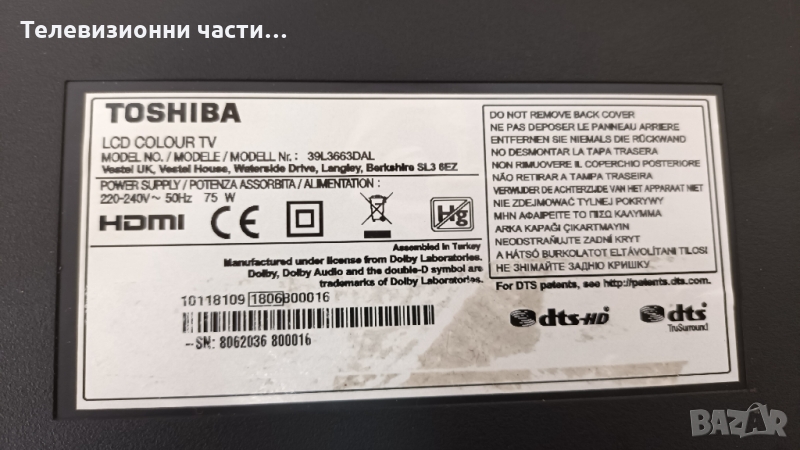 Телевизионни части…
TOSHIBA
LCD COLOUR TV
MODEL NO. / MODELE / MODELL Nr. : 39L3663DAL
Vestel UK, Vestel House, Waterside Drive, Langley, Berkshire SL3 6EZ
POWER SUPPLY / POTENZA ASSORBITA / ALIMENTATION :
220-240V~ 50Hz 75 W
HDMI CE Hg
Assembled in Turkey
Manufactured under license from Dolby Laboratories.
Dolby, Dolby Audio and the double-D symbol are
trademarks of Dolby Laboratories.
10118109 1806800016
SN: 8062036 800016
DO NOT REMOVE BACK COVER
NE PAS DEPOSER LE PANNEAU ARRIERE
ENTFERNEN SIE NIEMALS DIE RÜCKWAND
NO DESMONTAR LA TAPA TRASERA
NON RIMUOVERE IL COPERCHIO POSTERIORE
NÃO RETIRAR A TAMPA TRASEIRA
VERWIJDER DE ACHTERZIJDE VAN HET APPARAAT NIET
NIE ZDEJMOWAĆ TYLNEJ POKRYWY
ΜΗΝ ΑΦΑΙΡΕΙΤΕ ΤΟ ΠΙΣΩ ΚΑΛΥΜΜΑ
ARKA KAPAĞI ÇIKARTMAYIN
NEODSTRAŇUJTE ZADNÍ KRYT
A HÁTSÓ BURKOLATOT ELTÁVOLÍTANI TILOS!
НЕ ЗНІМАЙТЕ ЗАДНЮ КРИШКУ.
For DTS patents, see http://patents.dts.com.
dts-HD
dts
TruSurround
BAZAR